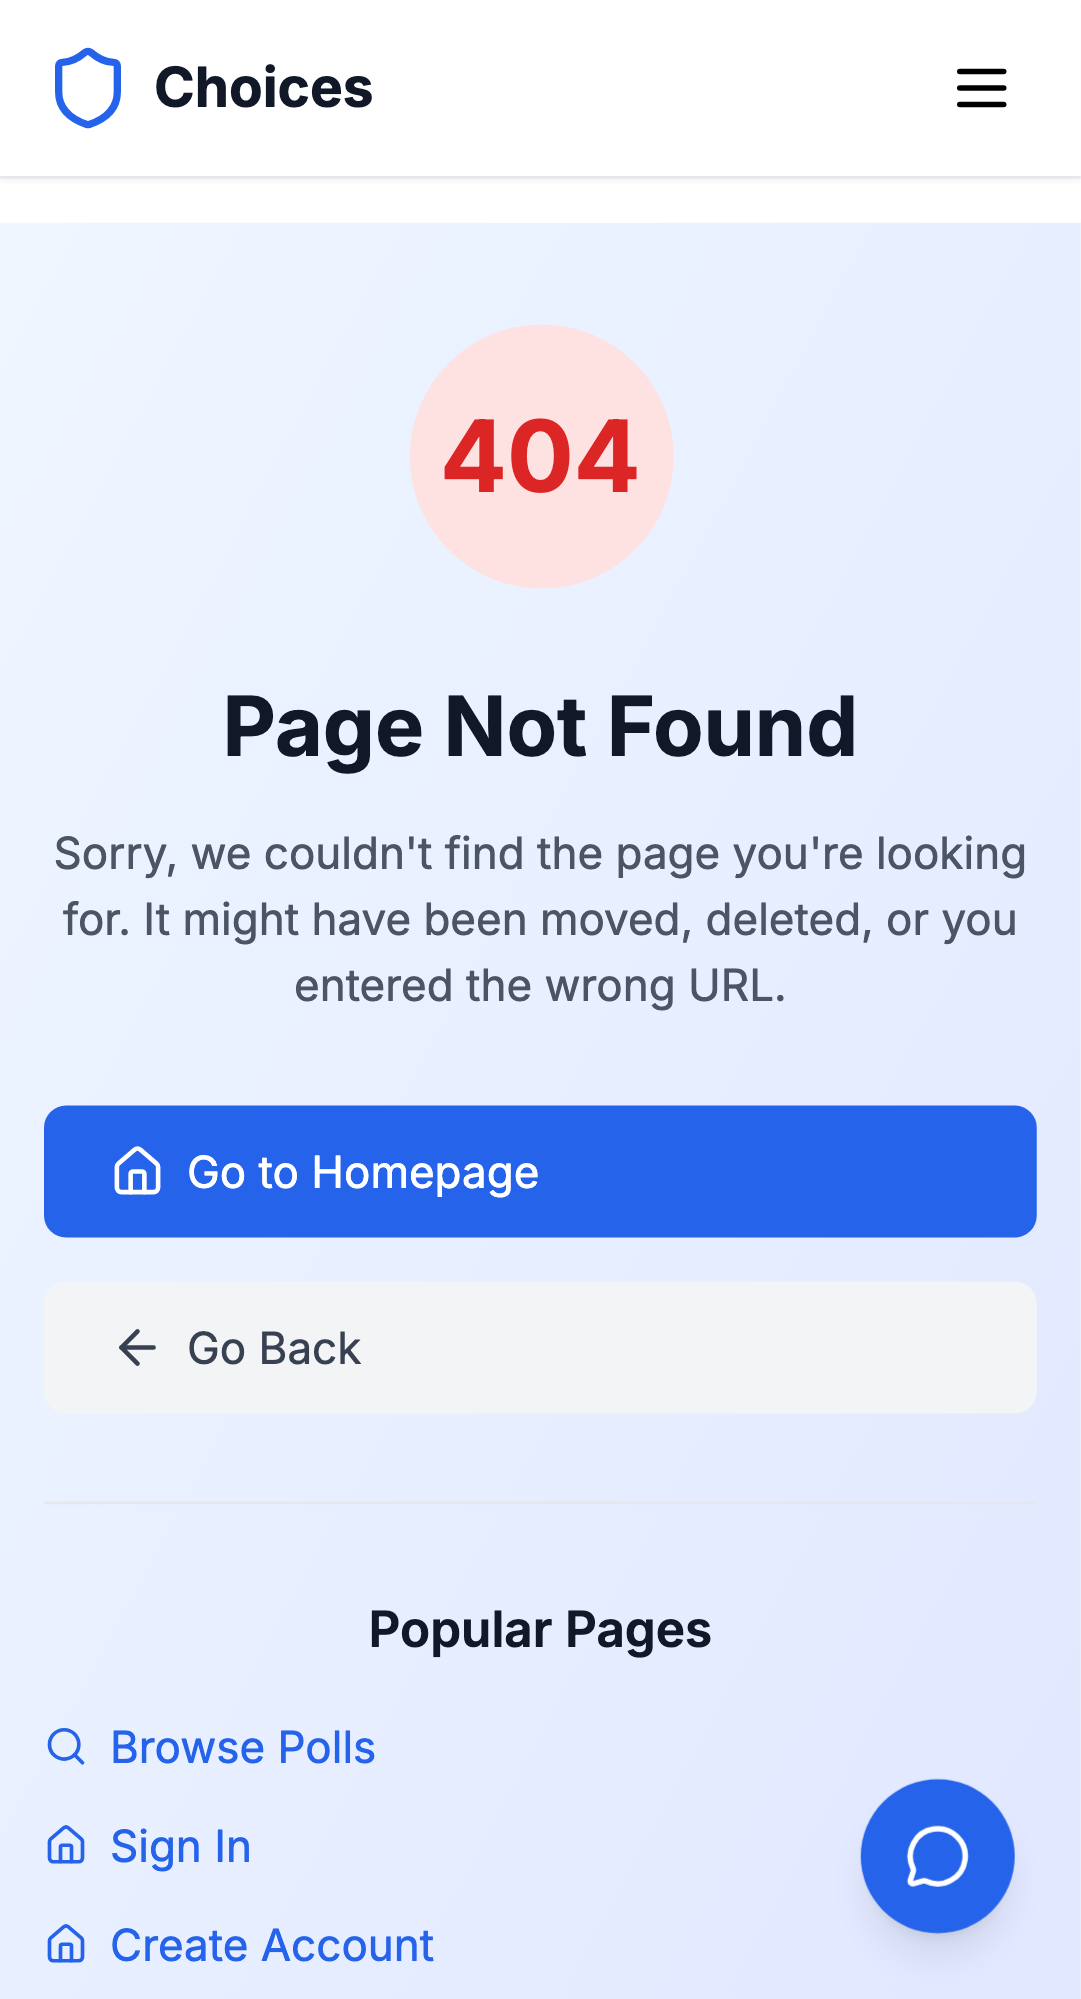 Choices
404
Page Not Found
Sorry, we couldn't find the page you're looking
for. It might have been moved, deleted, or you
entered the wrong URL.
Go to Homepage
Go Back
Popular Pages
Browse Polls
Sign In
Create Account